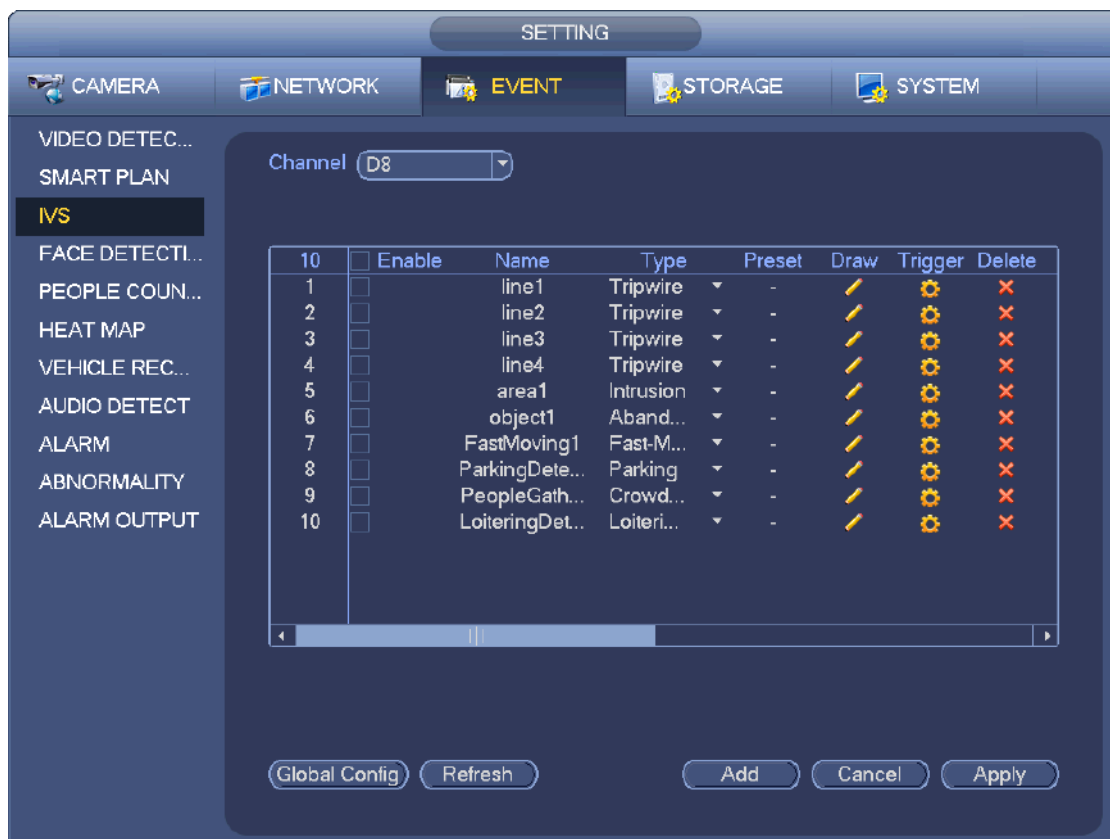 SETTING
CAMERA NETWORK EVENT STORAGE SYSTEM
VIDEO DETEC...
SMART PLAN
IVS
FACE DETECTI...
PEOPLE COUN...
HEAT MAP
VEHICLE REC...
AUDIO DETECT
ALARM
ABNORMALITY
ALARM OUTPUT
Channel D8
10 Enable Name Type Preset Draw Trigger Delete
1 line1 Tripwire -
2 line2 Tripwire -
3 line3 Tripwire -
4 line4 Tripwire -
5 area1 Intrusion -
6 object1 Aband... -
7 FastMoving1 Fast-M... -
8 ParkingDete... Parking -
9 PeopleGath... Crowd... -
10 LoiteringDet... Loiteri... -
Global Config Refresh Add Cancel Apply